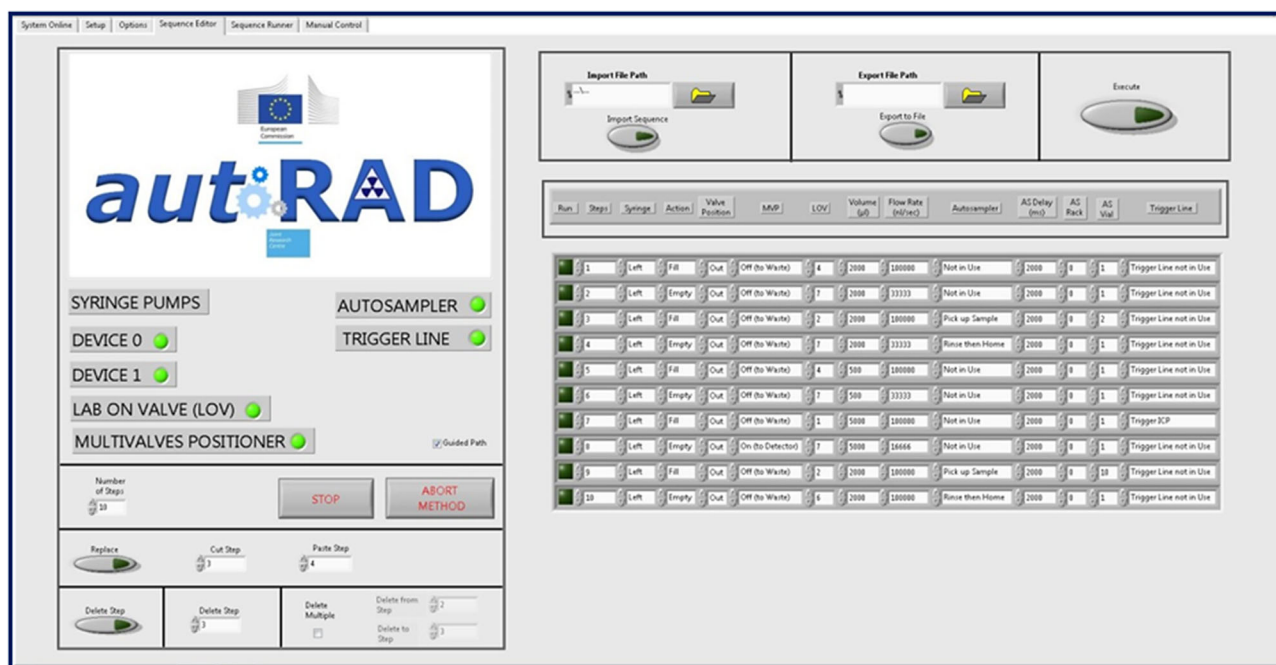 System Online Setup Options Sequence Editor Sequence Runner Manual Control
European
Commission
autoRAD
Joint
Research
Centre
SYRINGE PUMPS
AUTOSAMPLER
DEVICE 0
TRIGGER LINE
DEVICE 1
LAB ON VALVE (LOV)
MULTIVALVES POSITIONER
Guided Path
Number
of Steps
10
STOP
ABORT
METHOD
Replace
Cut Step
3
Paste Step
4
Delete Step
Delete Step
3
Delete
Multiple
Delete from
Step
2
Delete to
Step
3
Import File Path
Import Sequence
Export File Path
Export to File
Execute
Run Steps Syringe Action Valve Position MVP LOV Volume (µl) Flow Rate (nl/sec) Autosampler AS Delay (ms) AS Rack AS Vial Trigger Line
1 Left Fill Out Off (to Waste) 4 2000 100000 Not in Use 2000 0 1 Trigger Line not in Use
2 Left Empty Out Off (to Waste) 7 2000 33333 Not in Use 2000 0 1 Trigger Line not in Use
3 Left Fill Out Off (to Waste) 2 2000 100000 Pick up Sample 2000 0 2 Trigger Line not in Use
4 Left Empty Out Off (to Waste) 7 2000 33333 Rinse then Home 2000 0 1 Trigger Line not in Use
5 Left Fill Out Off (to Waste) 4 500 100000 Not in Use 2000 0 1 Trigger Line not in Use
6 Left Empty Out Off (to Waste) 7 500 33333 Not in Use 2000 0 1 Trigger Line not in Use
7 Left Fill Out Off (to Waste) 1 5000 100000 Not in Use 2000 0 1 Trigger ICP
8 Left Empty Out On (to Detector) 7 5000 16666 Not in Use 2000 0 1 Trigger Line not in Use
9 Left Fill Out Off (to Waste) 2 2000 100000 Pick up Sample 2000 0 10 Trigger Line not in Use
10 Left Empty Out Off (to Waste) 6 2000 100000 Rinse then Home 2000 0 1 Trigger Line not in Use